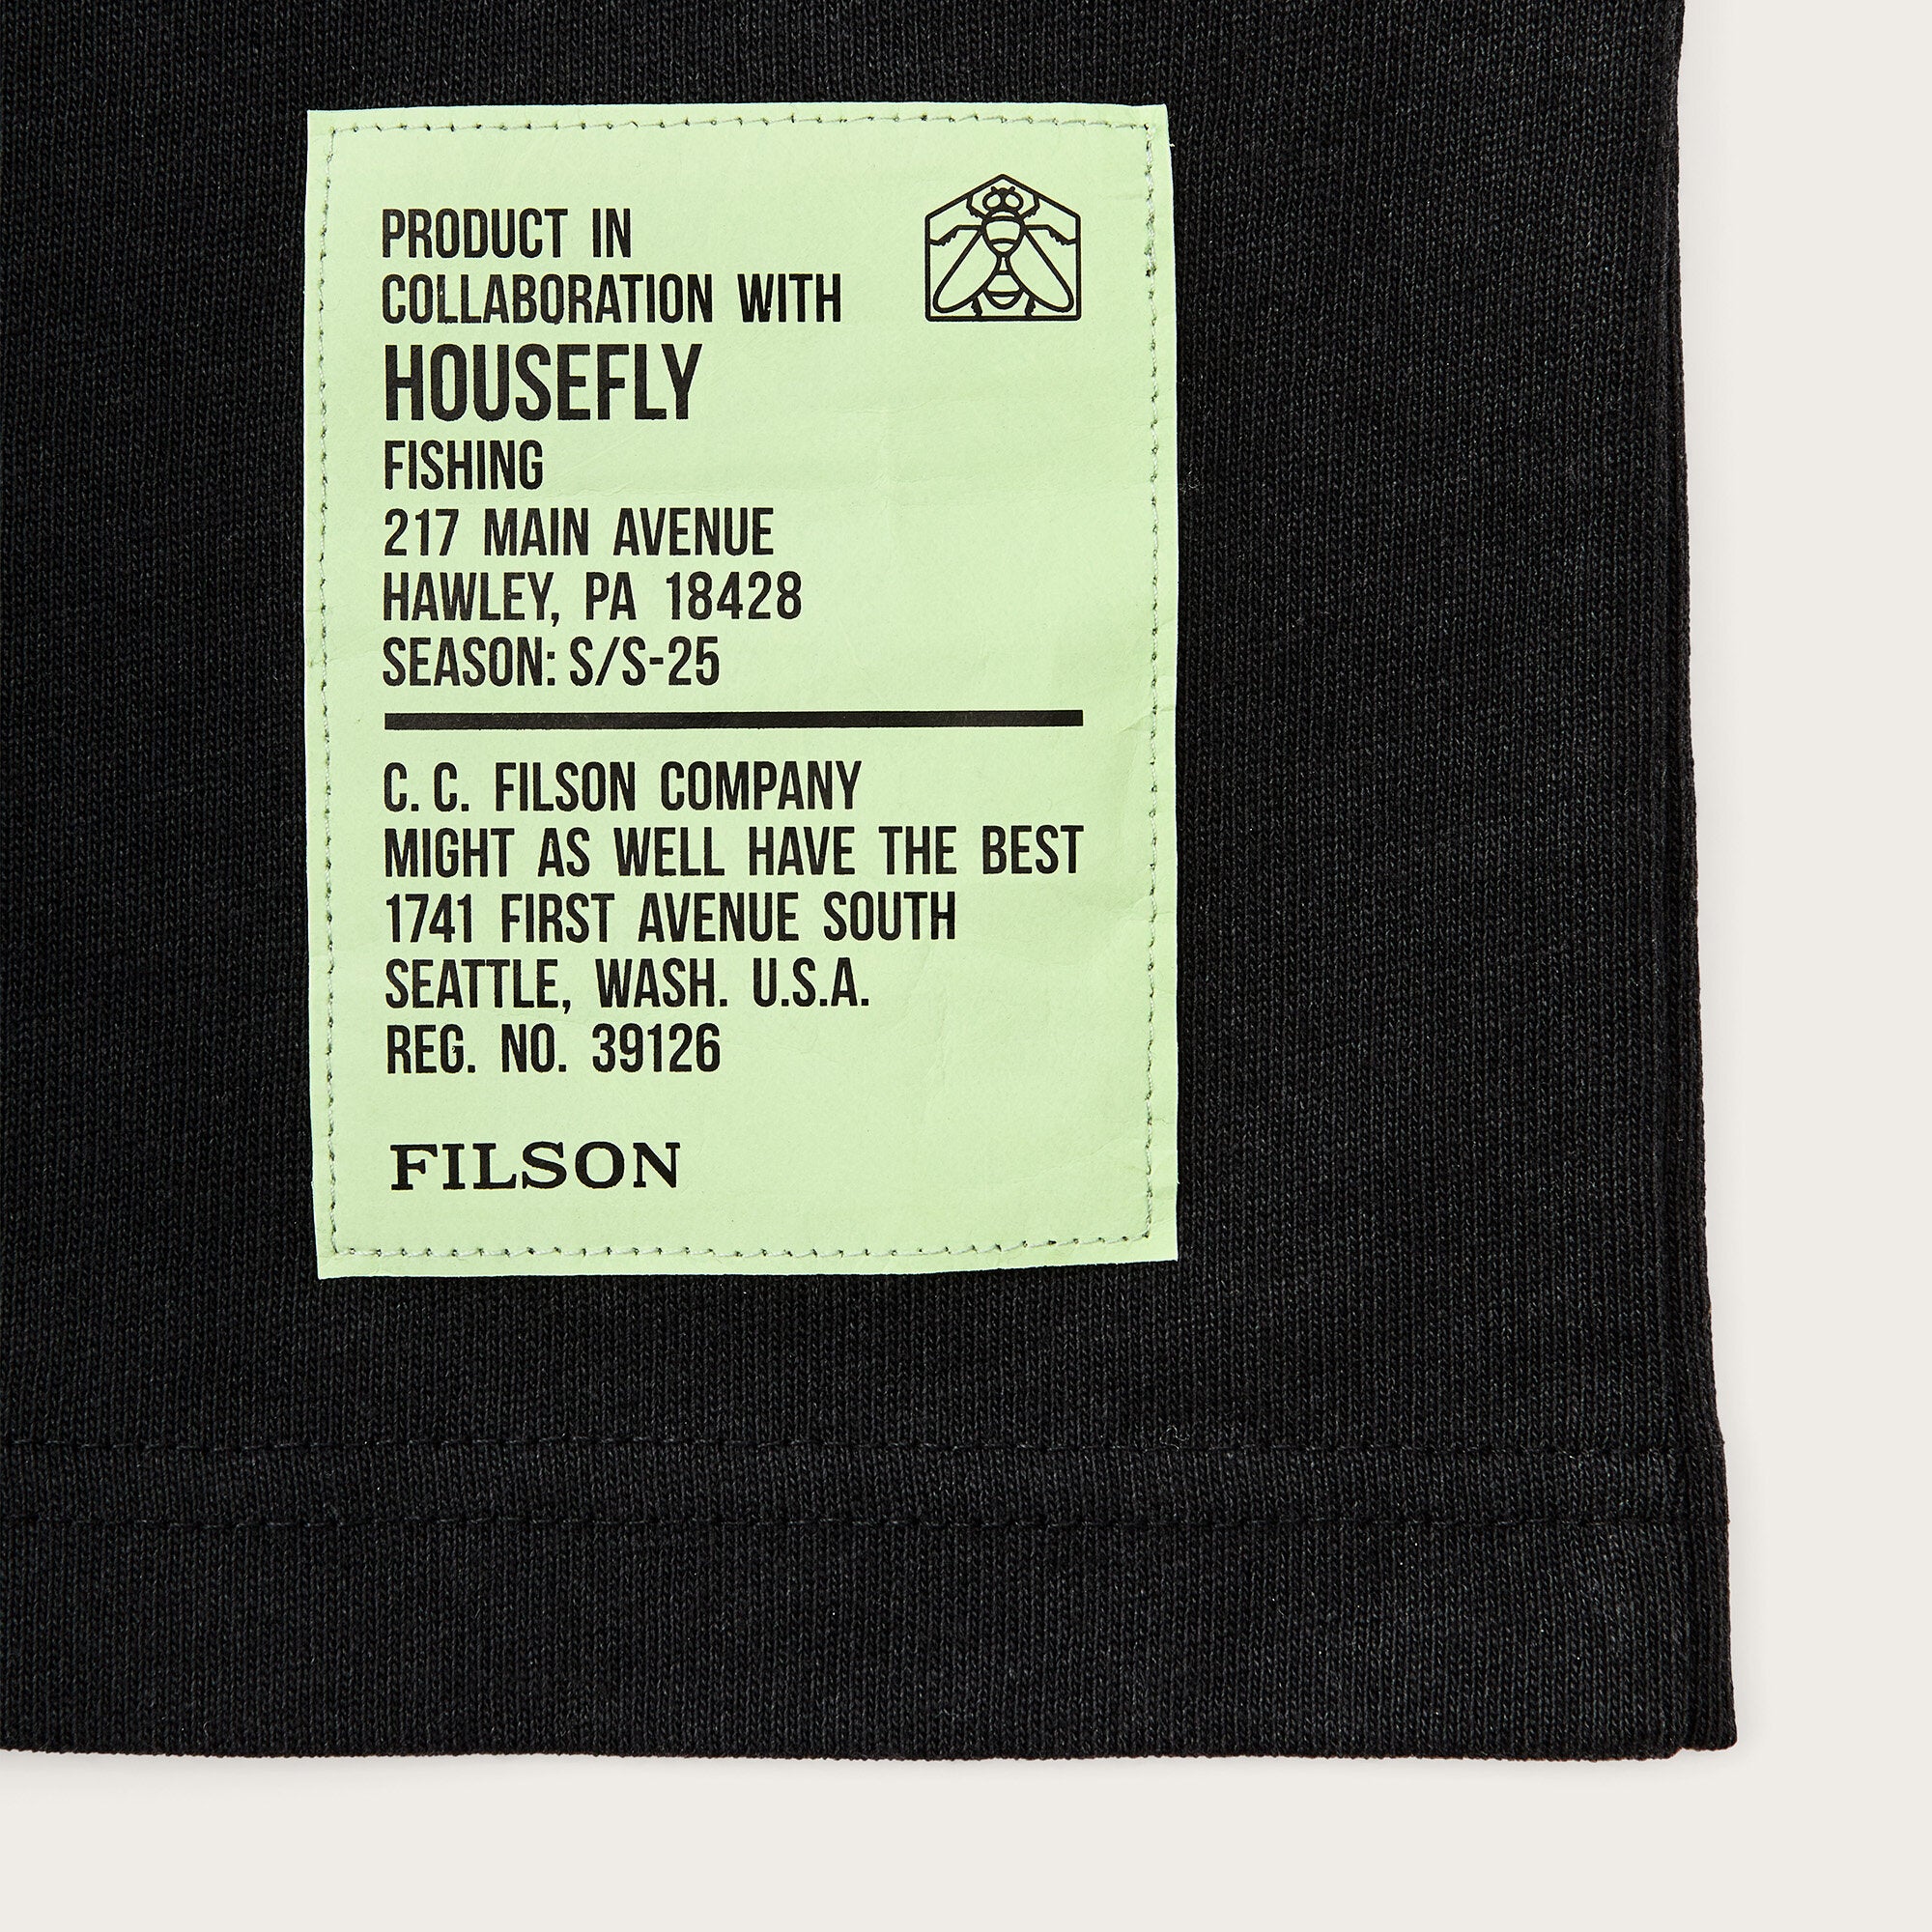 PRODUCT IN
COLLABORATION WITH
HOUSEFLY
FISHING
217 MAIN AVENUE
HAWLEY, PA 18428
SEASON: S/S-25
C. C. FILSON COMPANY
MIGHT AS WELL HAVE THE BEST
1741 FIRST AVENUE SOUTH
SEATTLE, WASH. U.S.A.
REG. NO. 39126
FILSON